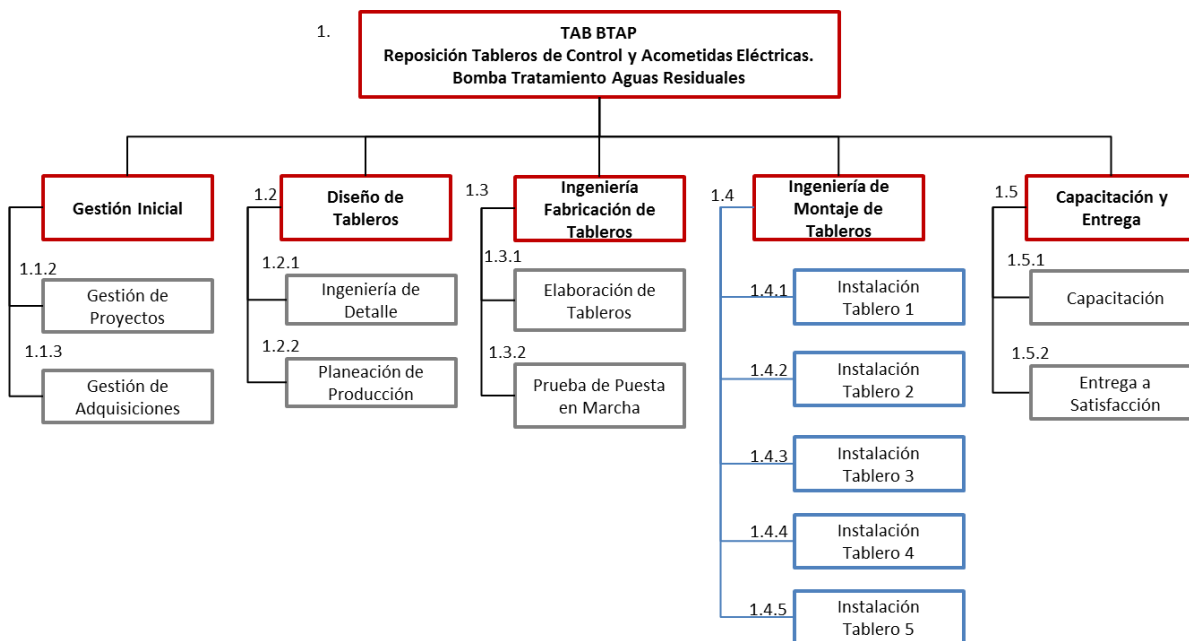 1.
TAB BTAP
Reposición Tableros de Control y Acometidas Eléctricas.
Bomba Tratamiento Aguas Residuales
Gestión Inicial
1.1.2
Gestión de
Proyectos
1.1.3
Gestión de
Adquisiciones
1.2
Diseño de
Tableros
1.2.1
Ingeniería de
Detalle
1.2.2
Planeación de
Producción
1.3
Ingeniería
Fabricación de
Tableros
1.3.1
Elaboración de
Tableros
1.3.2
Prueba de Puesta
en Marcha
1.4
Ingeniería de
Montaje de
Tableros
1.4.1
Instalación
Tablero 1
1.4.2
Instalación
Tablero 2
1.4.3
Instalación
Tablero 3
1.4.4
Instalación
Tablero 4
1.4.5
Instalación
Tablero 5
1.5
Capacitación y
Entrega
1.5.1
Capacitación
1.5.2
Entrega a
Satisfacción